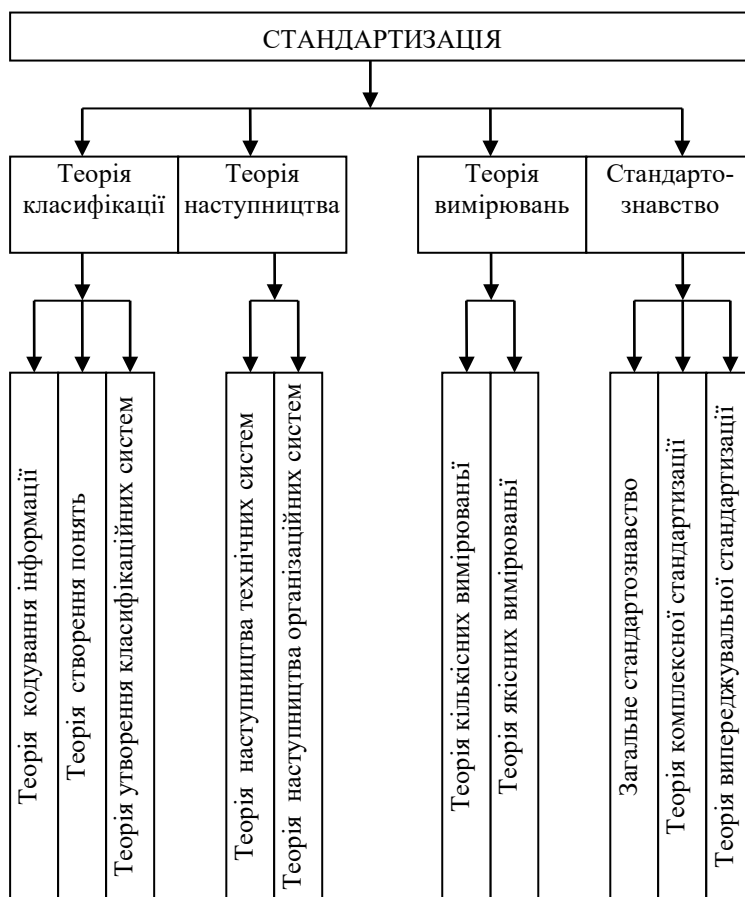 СТАНДАРТИЗАЦІЯ
Теорія
класифікації
Теорія
наступництва
Теорія
вимірювань
Стандарто-
знавство
Теорія кодування інформації
Теорія створення понять
Теорія утворення класифікаційних систем
Теорія наступництва технічних систем
Теорія наступництва організаційних систем
Теорія кількісних вимірюваньї
Теорія якісних вимірюваньї
Загальне стандартознавство
Теорія комплексної стандартизації
Теорія випереджувальної стандартизації